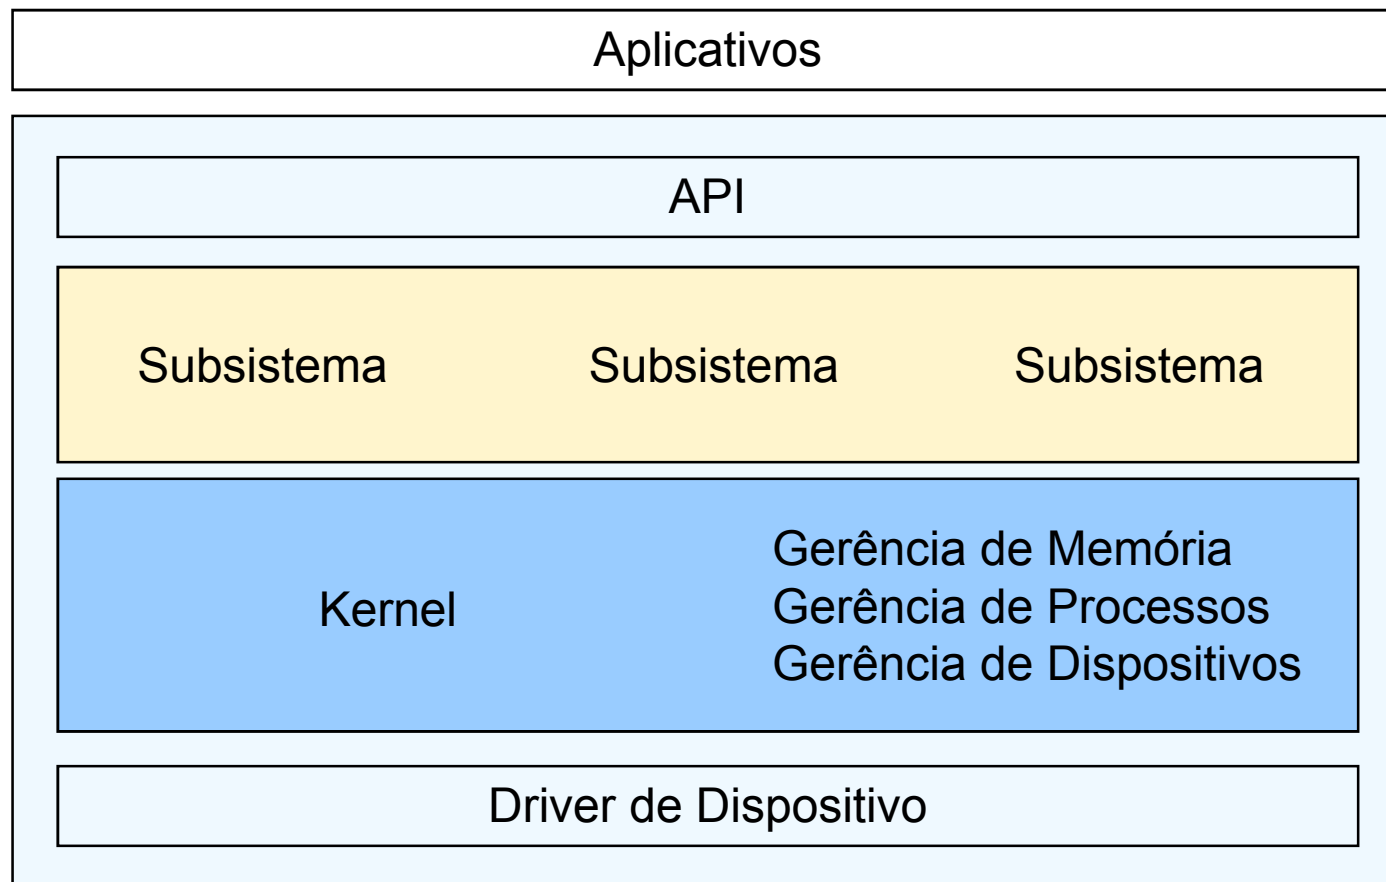 Aplicativos
API
Subsistema
Subsistema
Subsistema
Kernel
Gerência de Memória
Gerência de Processos
Gerência de Dispositivos
Driver de Dispositivo